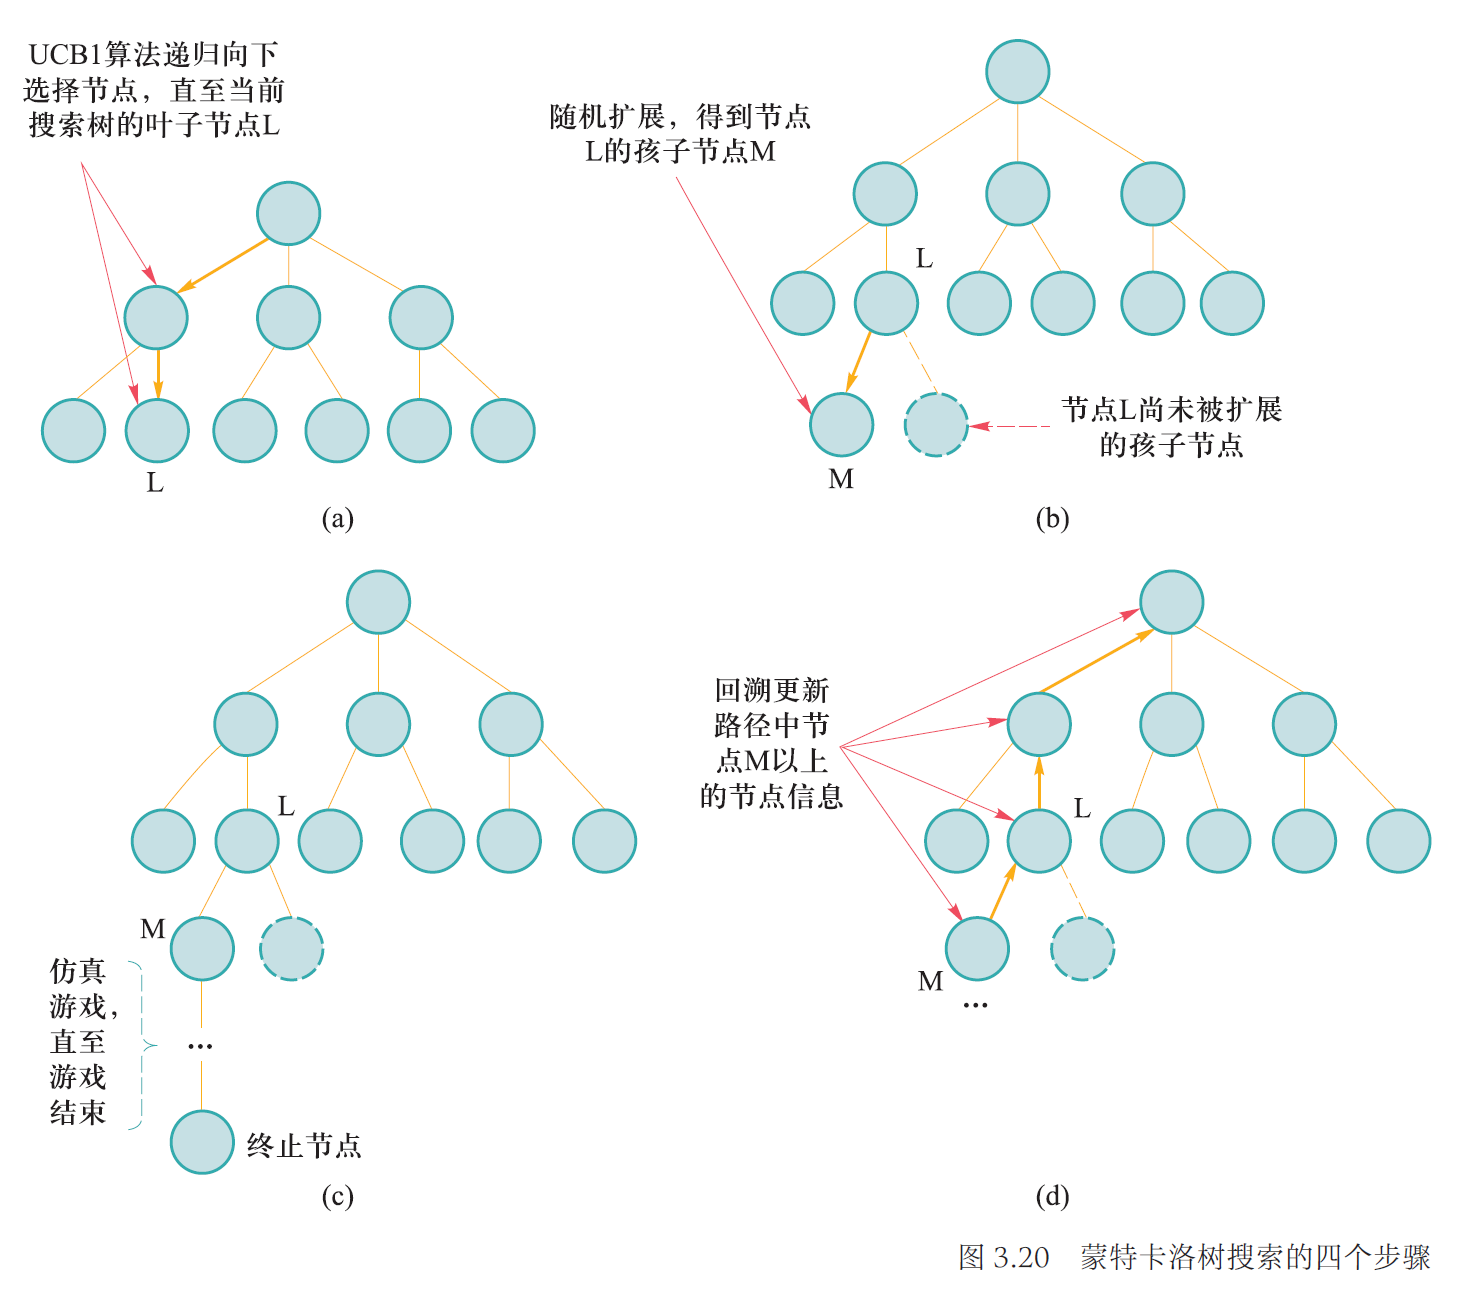 UCB1算法递归向下
选择节点，直至当前
搜索树的叶子节点L
L
(a)
随机扩展，得到节点
L的孩子节点M
L
节点L尚未被扩展
的孩子节点
M
(b)
L
M
仿真
游戏，
直至
游戏
结束
...
终止节点
(c)
回溯更新
路径中节
点M以上
的节点信息
L
M
...
(d)
图 3.20　蒙特卡洛树搜索的四个步骤